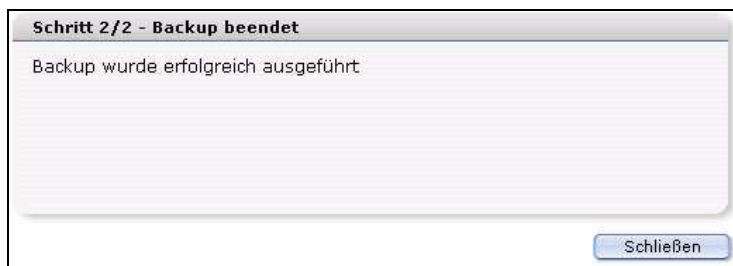 Schritt 2/2 - Backup beendet
Backup wurde erfolgreich ausgeführt
Schließen